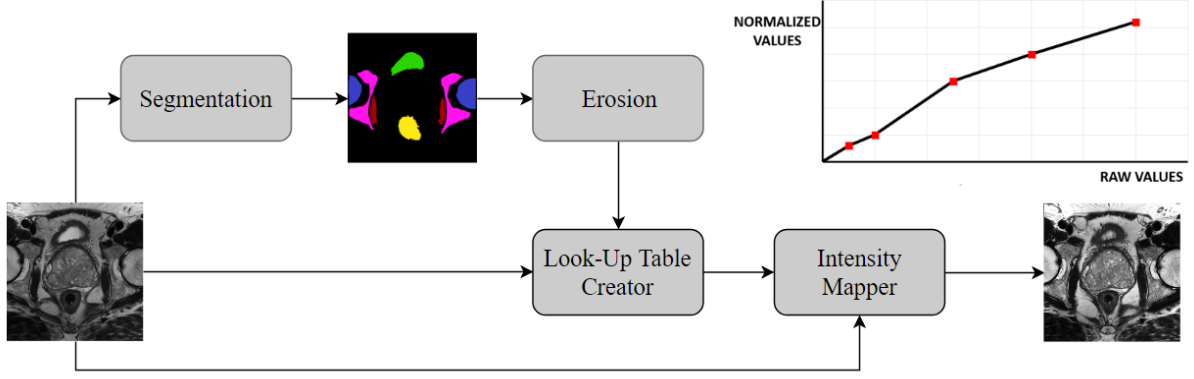 NORMALIZED
VALUES
Segmentation
Erosion
RAW VALUES
Look-Up Table
Creator
Intensity
Mapper